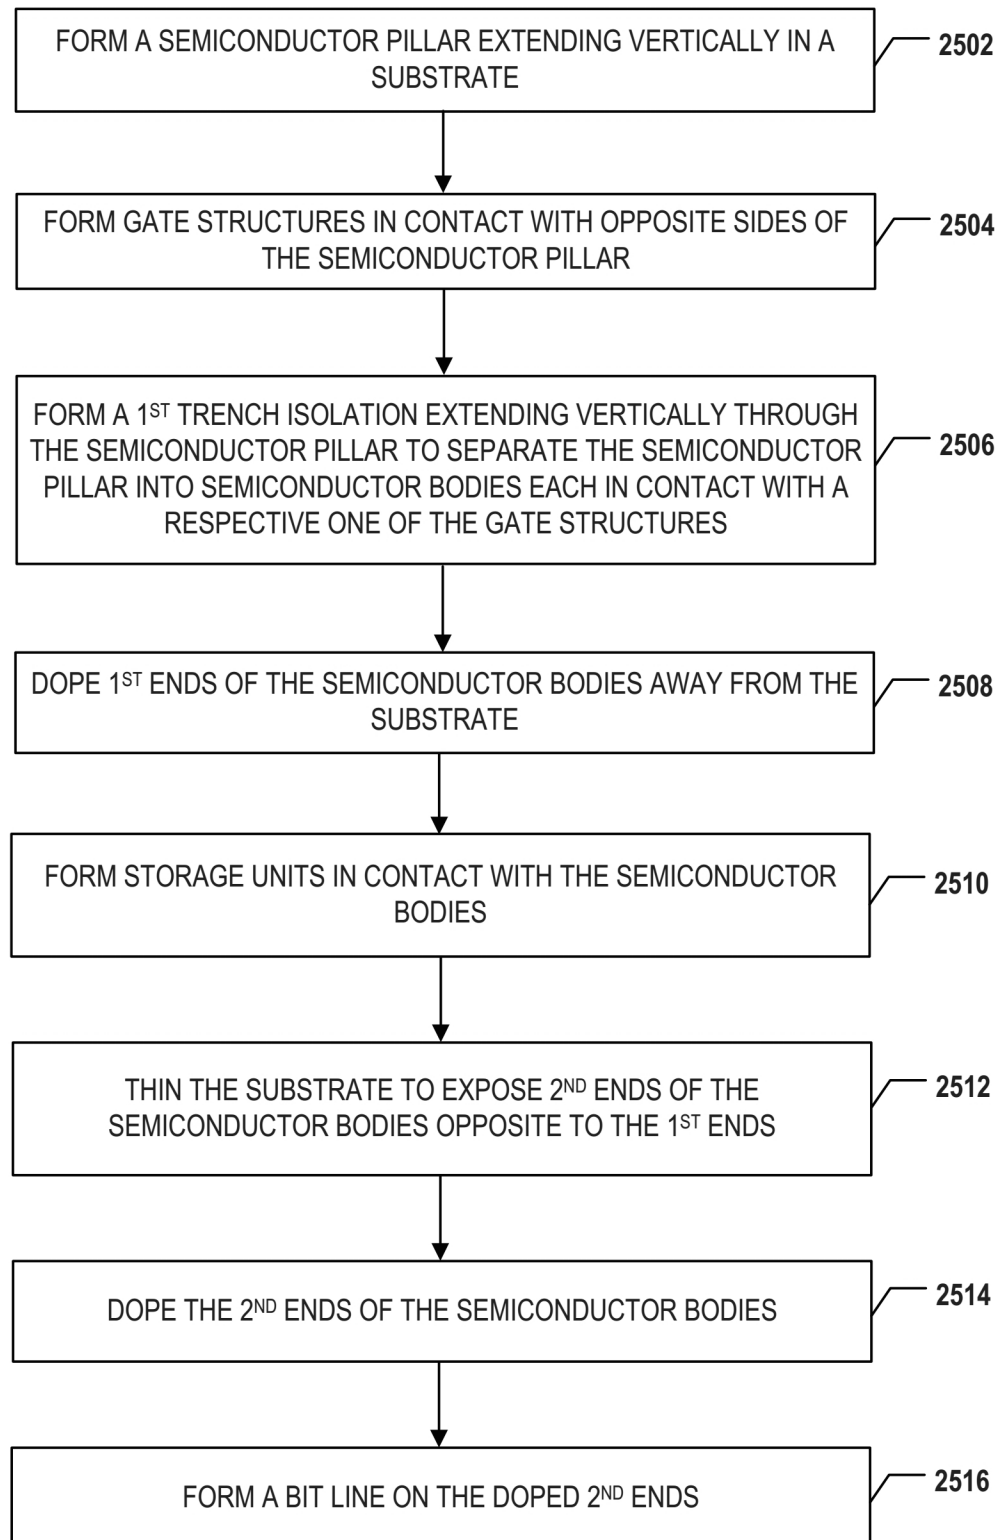 FORM A SEMICONDUCTOR PILLAR EXTENDING VERTICALLY IN A
SUBSTRATE
2502
FORM GATE STRUCTURES IN CONTACT WITH OPPOSITE SIDES OF
THE SEMICONDUCTOR PILLAR
2504
FORM A 1ST TRENCH ISOLATION EXTENDING VERTICALLY THROUGH
THE SEMICONDUCTOR PILLAR TO SEPARATE THE SEMICONDUCTOR
PILLAR INTO SEMICONDUCTOR BODIES EACH IN CONTACT WITH A
RESPECTIVE ONE OF THE GATE STRUCTURES
2506
DOPE 1ST ENDS OF THE SEMICONDUCTOR BODIES AWAY FROM THE
SUBSTRATE
2508
FORM STORAGE UNITS IN CONTACT WITH THE SEMICONDUCTOR
BODIES
2510
THIN THE SUBSTRATE TO EXPOSE 2ND ENDS OF THE
SEMICONDUCTOR BODIES OPPOSITE TO THE 1ST ENDS
2512
DOPE THE 2ND ENDS OF THE SEMICONDUCTOR BODIES
2514
FORM A BIT LINE ON THE DOPED 2ND ENDS
2516